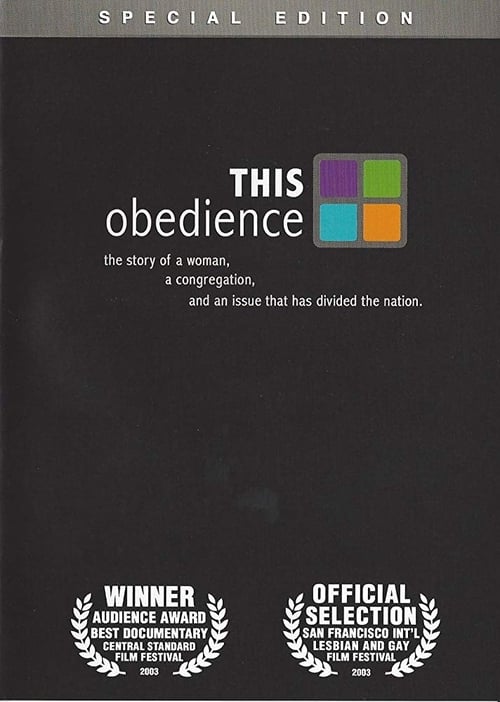 SPECIAL EDITION
THIS
obedience
the story of a woman,
a congregation,
and an issue that has divided the nation.
WINNER
AUDIENCE AWARD
BEST DOCUMENTARY
CENTRAL STANDARD
FILM FESTIVAL
2003
OFFICIAL
SELECTION
SAN FRANCISCO INT'L
LESBIAN AND GAY
FILM FESTIVAL
2003